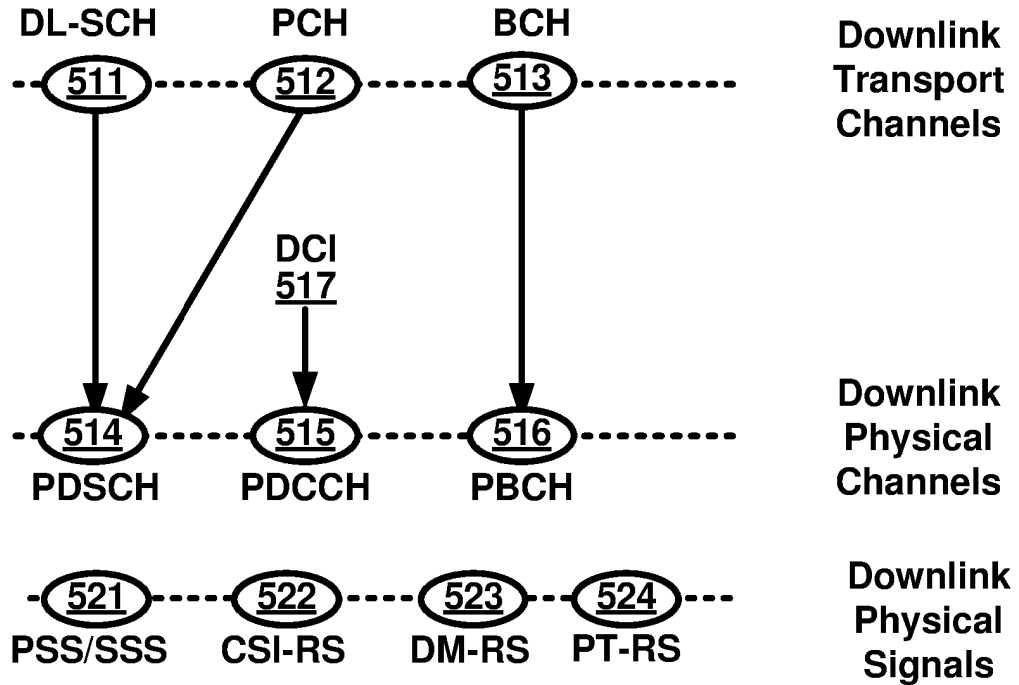 DL-SCH PCH BCH
511 512 513
Downlink
Transport
Channels
DCI
517
514 515 516
PDSCH PDCCH PBCH
Downlink
Physical
Channels
521 522 523 524
PSS/SSS CSI-RS DM-RS PT-RS
Downlink
Physical
Signals